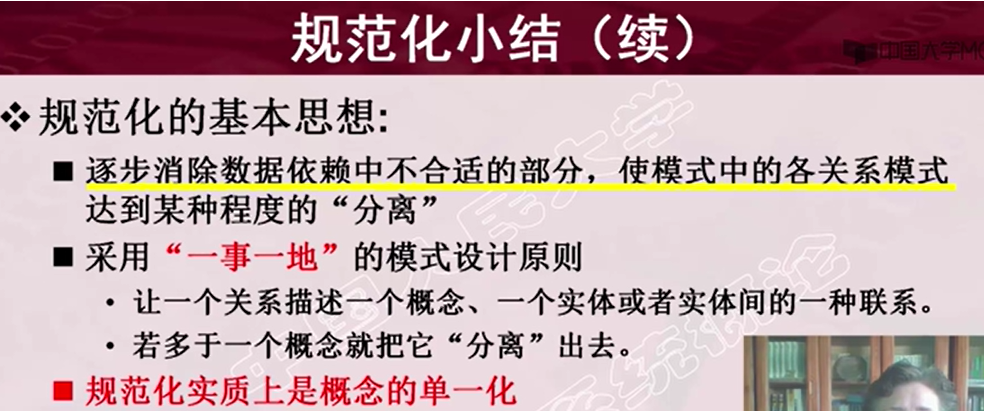 规范化小结（续）
中国大学MO
❖规范化的基本思想:
■ 逐步消除数据依赖中不合适的部分，使模式中的各关系模式
达到某种程度的“分离”
■ 采用“一事一地”的模式设计原则
· 让一个关系描述一个概念、一个实体或者实体间的一种联系。
· 若多于一个概念就把它“分离”出去。
■ 规范化实质上是概念的单一化